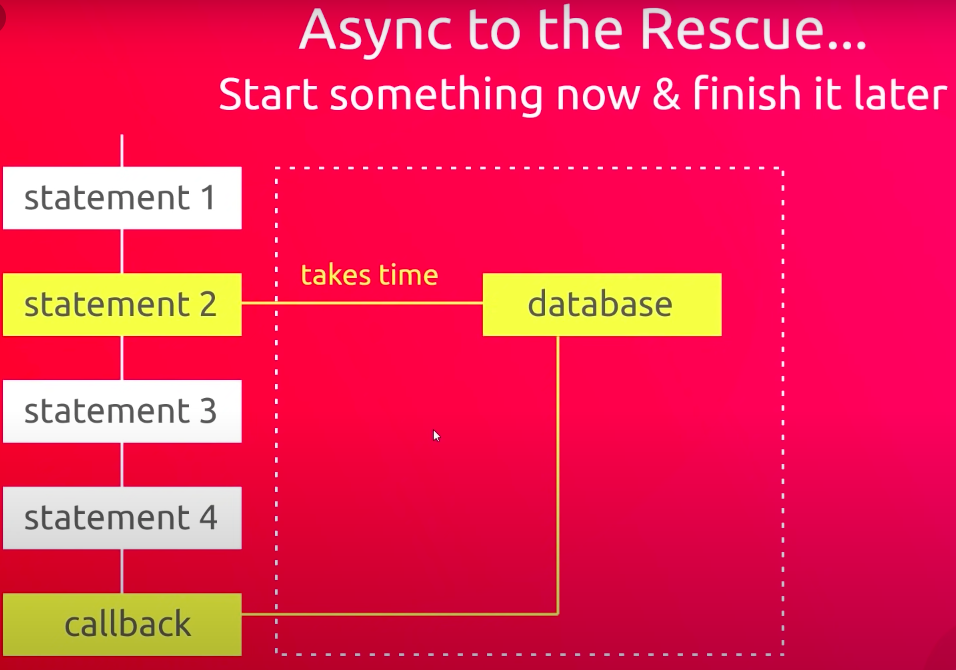 Async to the Rescue...
Start something now & finish it later
statement 1
takes time
statement 2
database
statement 3
statement 4
callback